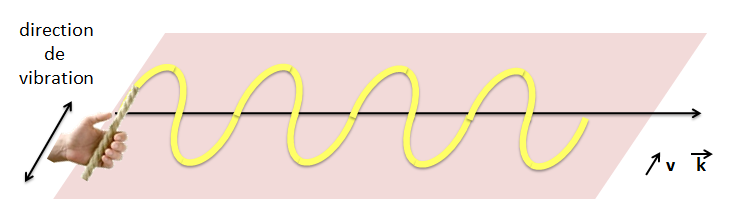 direction
de
vibration
v k